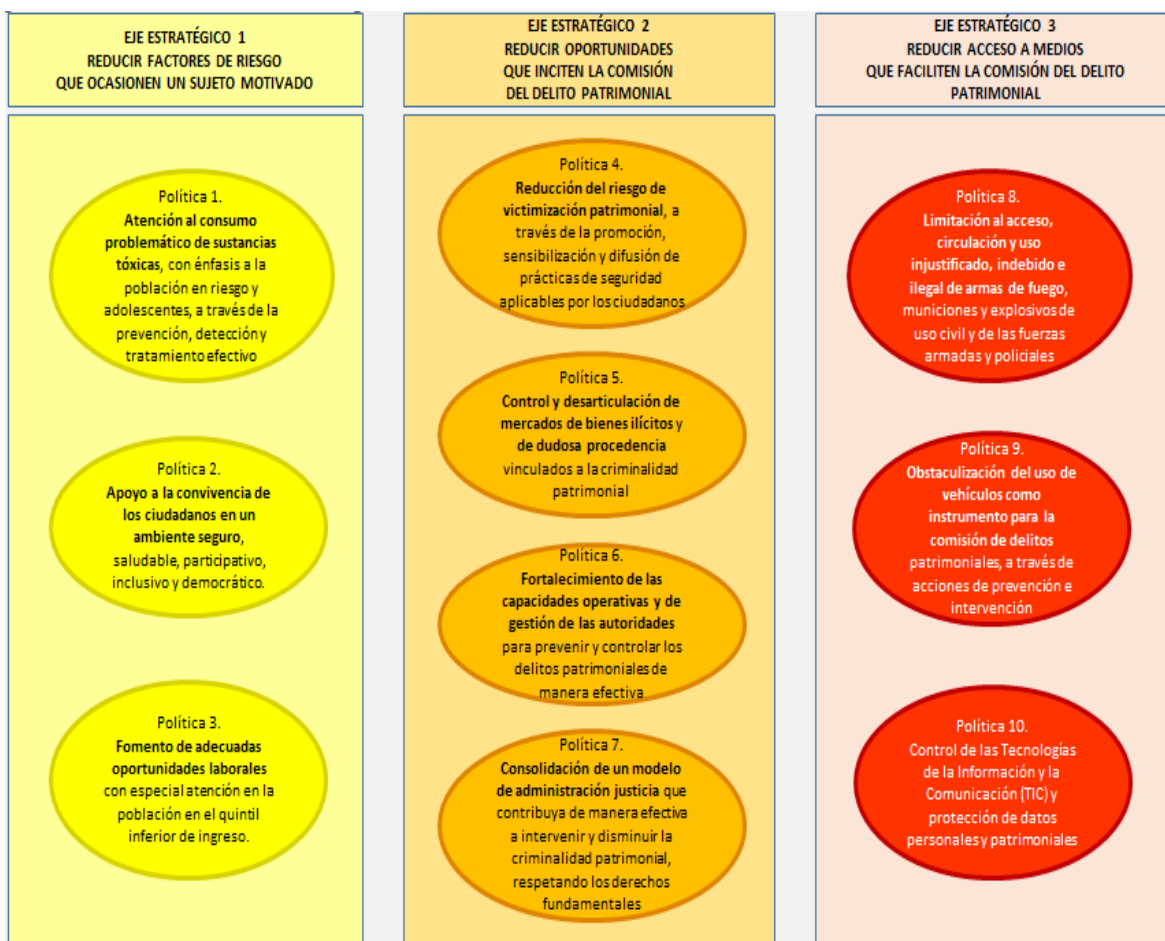 EJE ESTRATÉGICO 1
REDUCIR FACTORES DE RIESGO
QUE OCASIONEN UN SUJETO MOTIVADO
Política 1.
Atención al consumo
problemático de sustancias
tóxicas, con énfasis a la
población en riesgo y
adolescentes, a través de la
prevención, detección y
tratamiento efectivo
Política 2.
Apoyo a la convivencia de
los ciudadanos en un
ambiente seguro,
saludable, participativo,
inclusivo y democrático.
Política 3.
Fomento de adecuadas
oportunidades laborales
con especial atención en la
población en el quintil
inferior de ingreso.
EJE ESTRATÉGICO 2
REDUCIR OPORTUNIDADES
QUE INCITEN LA COMISIÓN
DEL DELITO PATRIMONIAL
Política 4.
Reducción del riesgo de
victimización patrimonial, a
través de la promoción,
sensibilización y difusión de
prácticas de seguridad
aplicables por los ciudadanos
Política 5.
Control y desarticulación de
mercados de bienes ilícitos y
de dudosa procedencia
vinculados a la criminalidad
patrimonial
Política 6.
Fortalecimiento de las
capacidades operativas y de
gestión de las autoridades
para prevenir y controlar los
delitos patrimoniales de
manera efectiva
Política 7.
Consolidación de un modelo
de administración justicia que
contribuya de manera efectiva
a intervenir y disminuir la
criminalidad patrimonial,
respetando los derechos
fundamentales
EJE ESTRATÉGICO 3
REDUCIR ACCESO A MEDIOS
QUE FACILITEN LA COMISIÓN DEL DELITO
PATRIMONIAL
Política 8.
Limitación al acceso,
circulación y uso
injustificado, indebido e
ilegal de armas de fuego,
municiones y explosivos de
uso civil y de las fuerzas
armadas y policiales
Política 9.
Obstaculización del uso de
vehículos como
instrumento para la
comisión de delitos
patrimoniales, a través de
acciones de prevención e
intervención
Política 10.
Control de las Tecnologías
de la Información y la
Comunicación (TIC) y
protección de datos
personales y patrimoniales